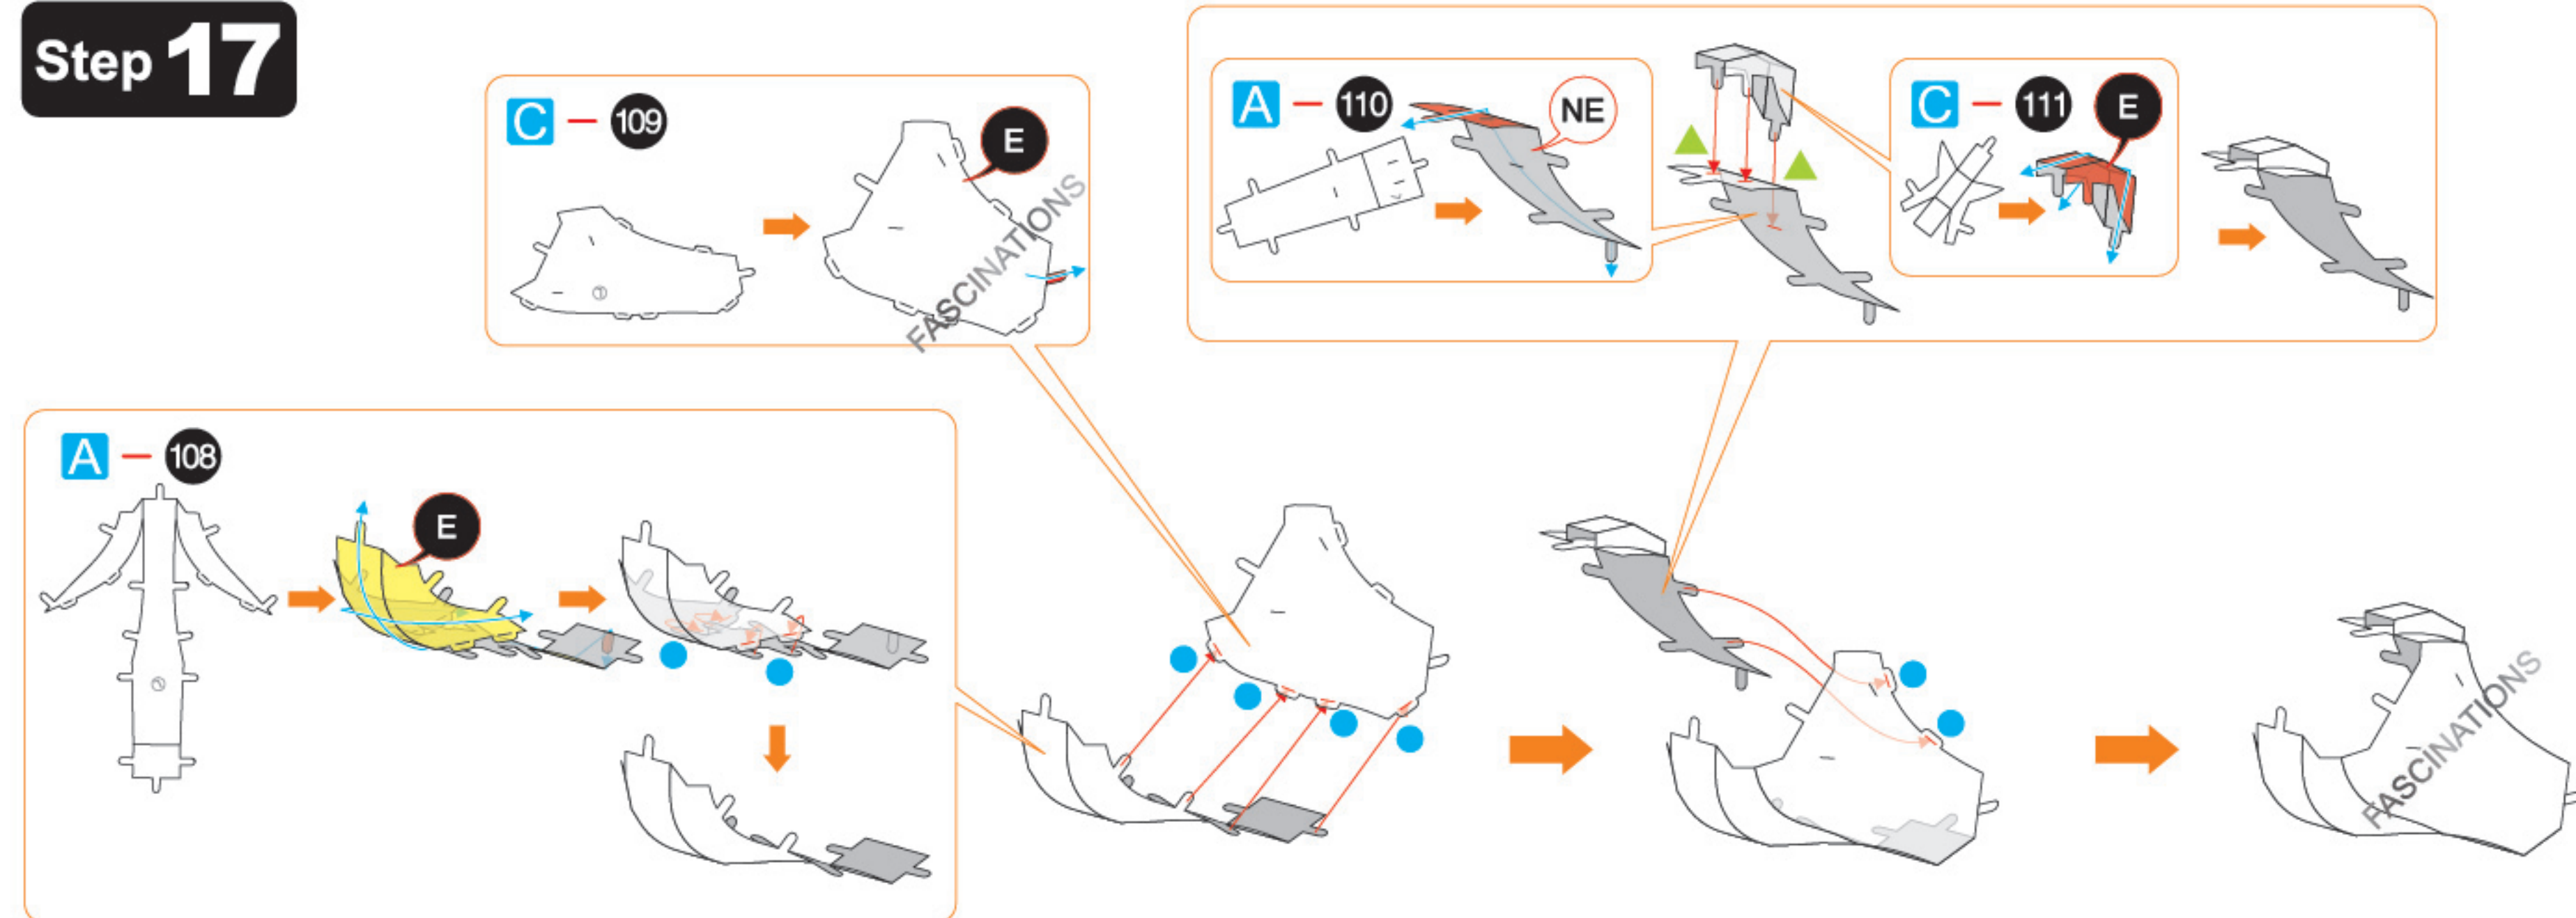 Step 17
C - 109
E
FASCINATIONS
A - 110
NE
C - 111
E
A - 108
E
FASCINATIONS